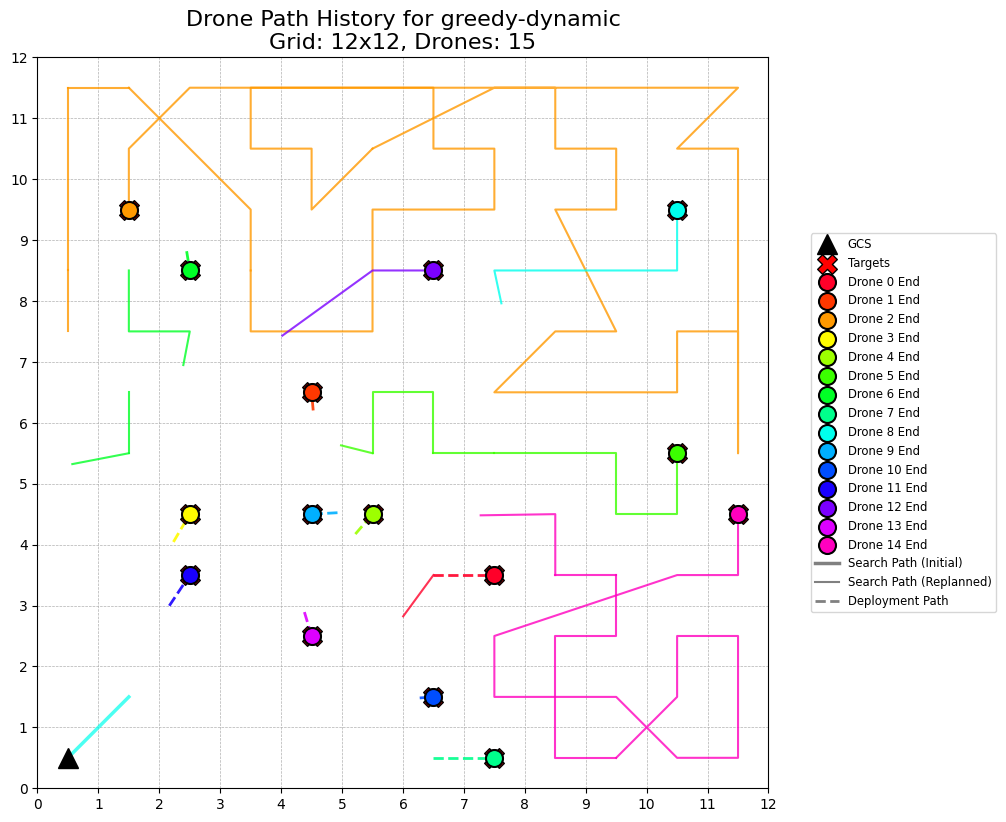 Drone Path History for greedy-dynamic
Grid: 12x12, Drones: 15
12
11
10
9
8
7
6
5
4
3
2
1
0
0 1 2 3 4 5 6 7 8 9 10 11 12
GCS
Targets
Drone 0 End
Drone 1 End
Drone 2 End
Drone 3 End
Drone 4 End
Drone 5 End
Drone 6 End
Drone 7 End
Drone 8 End
Drone 9 End
Drone 10 End
Drone 11 End
Drone 12 End
Drone 13 End
Drone 14 End
Search Path (Initial)
Search Path (Replanned)
Deployment Path